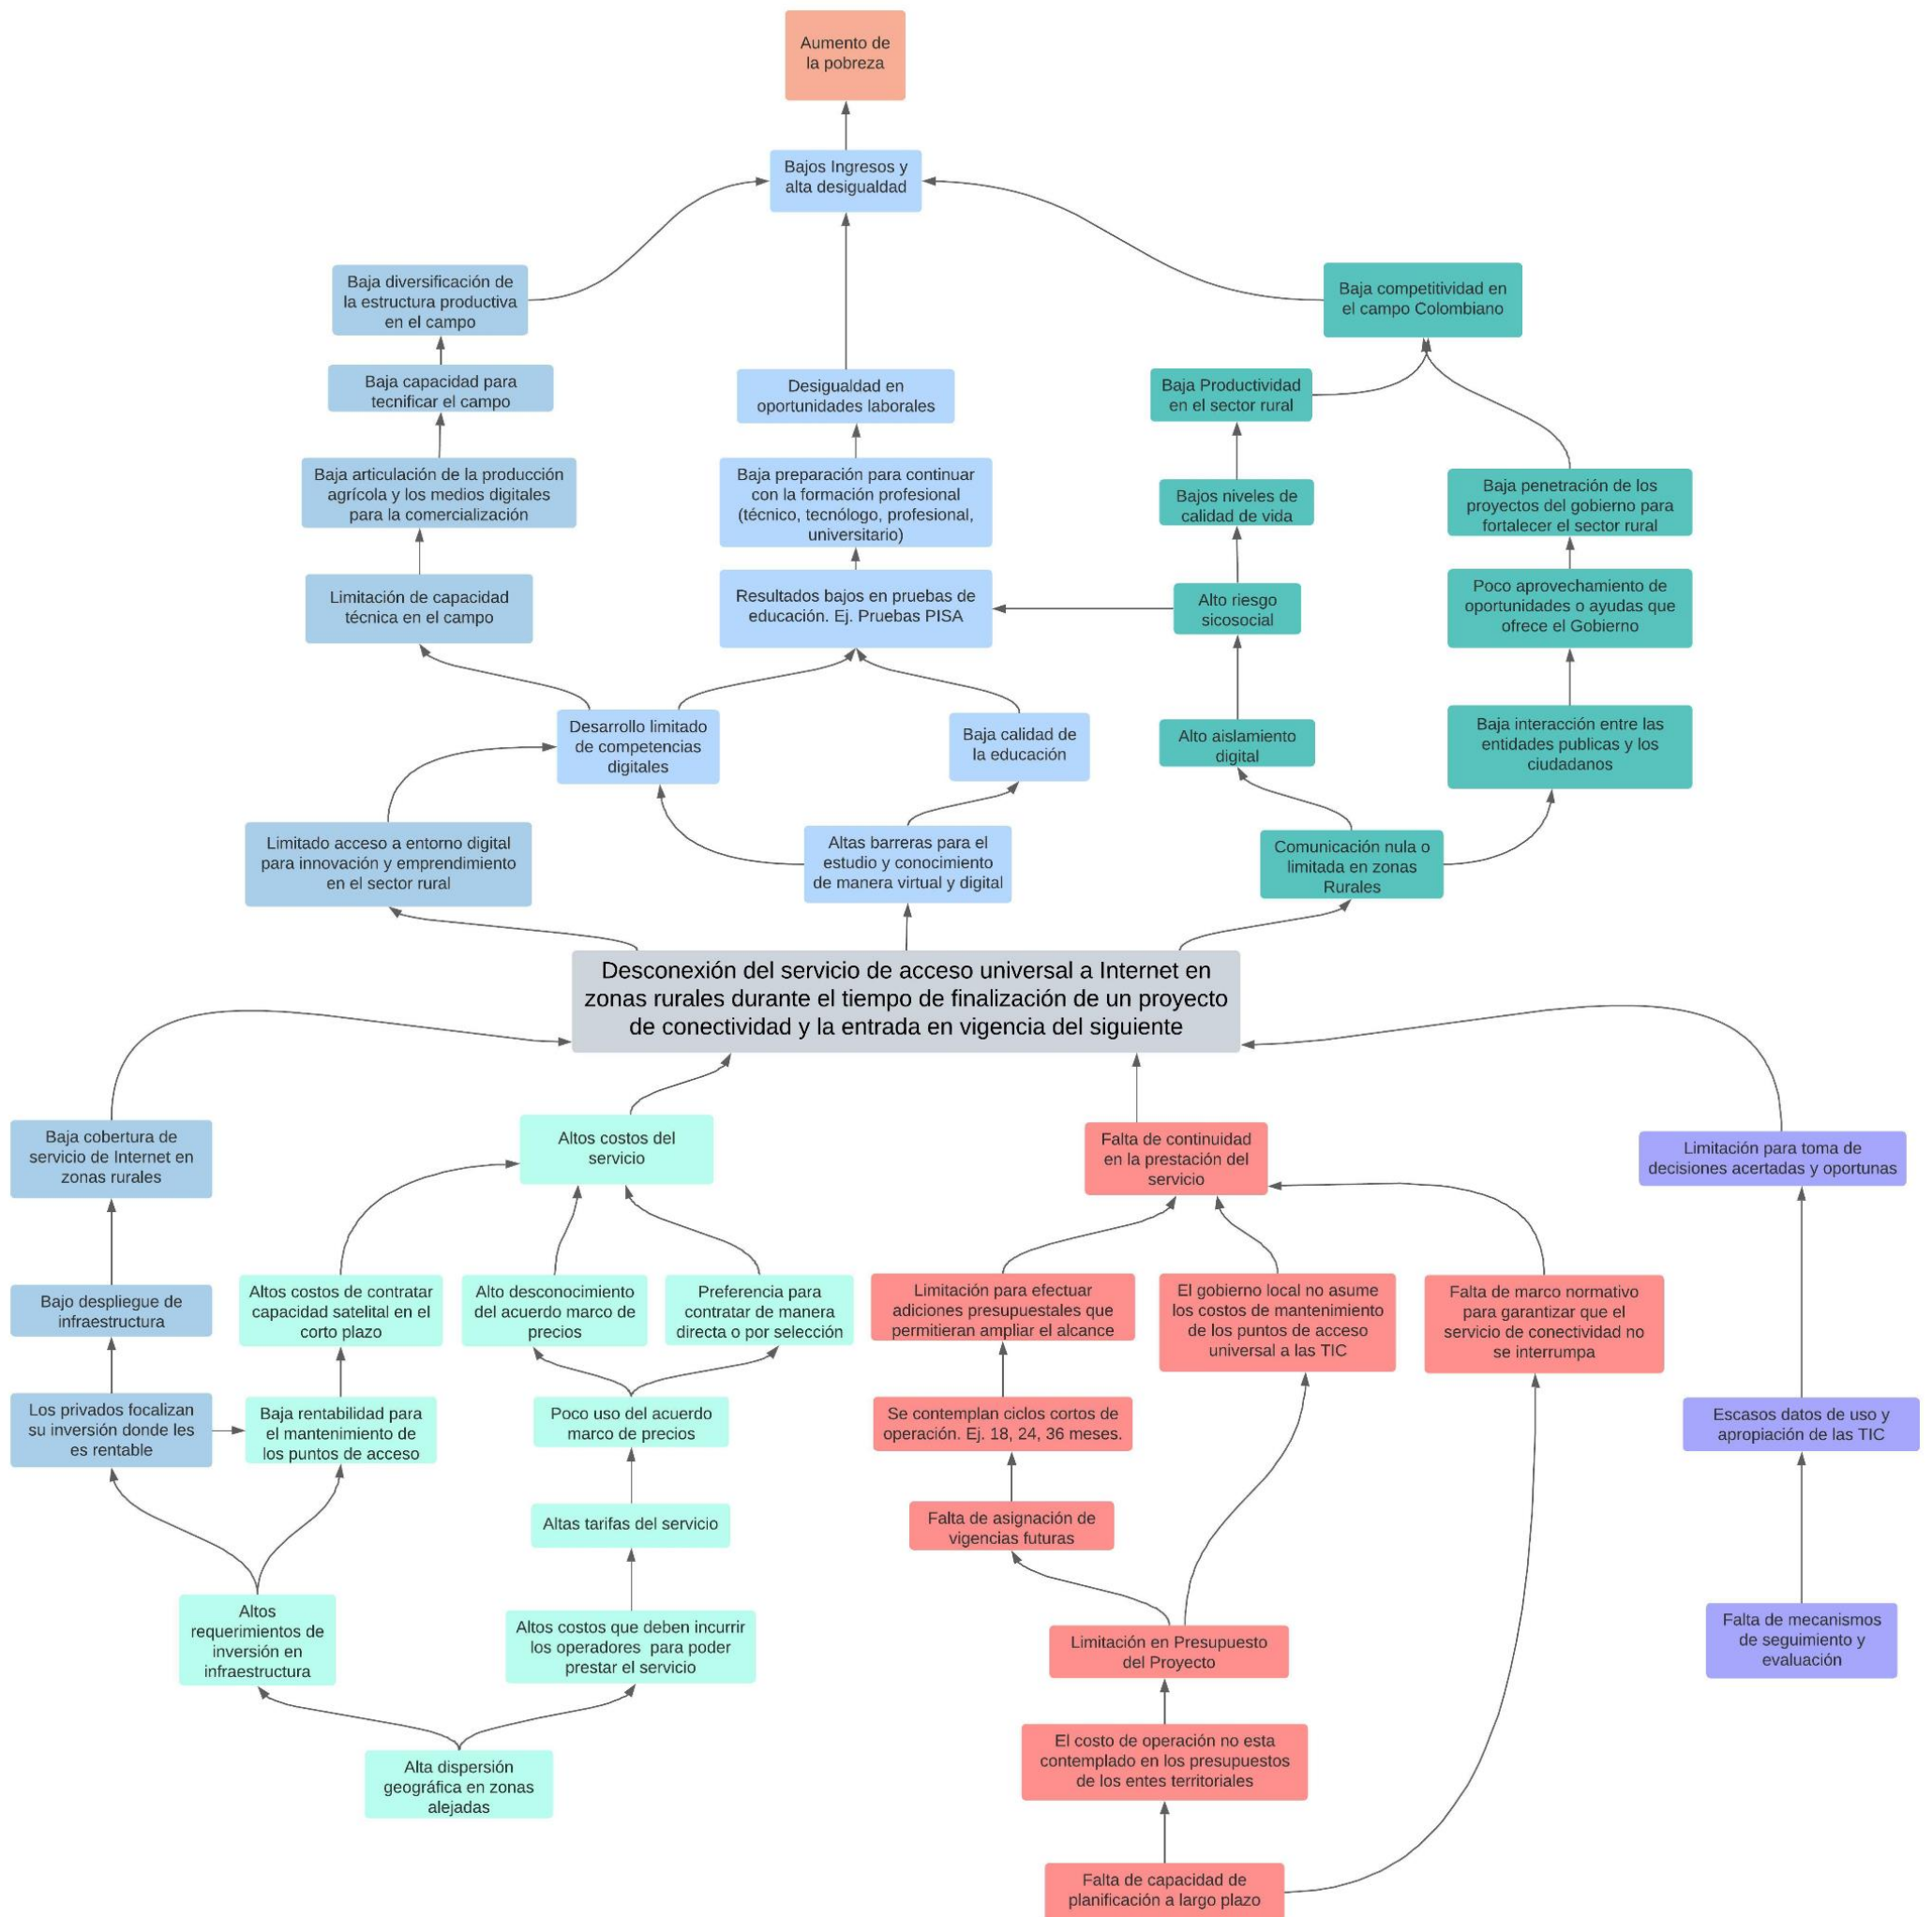 Aumento de
la pobreza
Bajos Ingresos y
alta desigualdad
Baja diversificación de
la estructura productiva
en el campo
Baja competitividad en
el campo Colombiano
Baja capacidad para
tecnificar el campo
Desigualdad en
oportunidades laborales
Baja Productividad
en el sector rural
Baja articulación de la producción
agrícola y los medios digitales
para la comercialización
Baja preparación para continuar
con la formación profesional
(técnico, tecnólogo, profesional,
universitario)
Bajos niveles de
calidad de vida
Baja penetración de los
proyectos del gobierno para
fortalecer el sector rural
Limitación de capacidad
técnica en el campo
Resultados bajos en pruebas de
educación. Ej. Pruebas PISA
Alto riesgo
sicosocial
Poco aprovechamiento de
oportunidades o ayudas que
ofrece el Gobierno
Desarrollo limitado
de competencias
digitales
Baja calidad de
la educación
Alto aislamiento
digital
Baja interacción entre las
entidades publicas y los
ciudadanos
Limitado acceso a entorno digital
para innovación y emprendimiento
en el sector rural
Altas barreras para el
estudio y conocimiento
de manera virtual y digital
Comunicación nula o
limitada en zonas
Rurales
Desconexión del servicio de acceso universal a Internet en
zonas rurales durante el tiempo de finalización de un proyecto
de conectividad y la entrada en vigencia del siguiente
Baja cobertura de
servicio de Internet en
zonas rurales
Altos costos del
servicio
Falta de continuidad
en la prestación del
servicio
Limitación para toma de
decisiones acertadas y oportunas
Bajo despliegue de
infraestructura
Altos costos de contratar
capacidad satelital en el
corto plazo
Alto desconocimiento
del acuerdo marco de
precios
Preferencia para
contratar de manera
directa o por selección
Limitación para efectuar
adiciones presupuestales que
permitieran ampliar el alcance
El gobierno local no asume
los costos de mantenimiento
de los puntos de acceso
universal a las TIC
Falta de marco normativo
para garantizar que el
servicio de conectividad no
se interrumpa
Los privados focalizan
su inversión donde les
es rentable
Baja rentabilidad para
el mantenimiento de
los puntos de acceso
Poco uso del acuerdo
marco de precios
Se contemplan ciclos cortos de
operación. Ej. 18, 24, 36 meses.
Escasos datos de uso y
apropiación de las TIC
Altas tarifas del servicio
Falta de asignación de
vigencias futuras
Altos
requerimientos de
inversión en
infraestructura
Altos costos que deben incurrir
los operadores para poder
prestar el servicio
Limitación en Presupuesto
del Proyecto
Falta de mecanismos
de seguimiento y
evaluación
Alta dispersión
geográfica en zonas
alejadas
El costo de operación no esta
contemplado en los presupuestos
de los entes territoriales
Falta de capacidad de
planificación a largo plazo